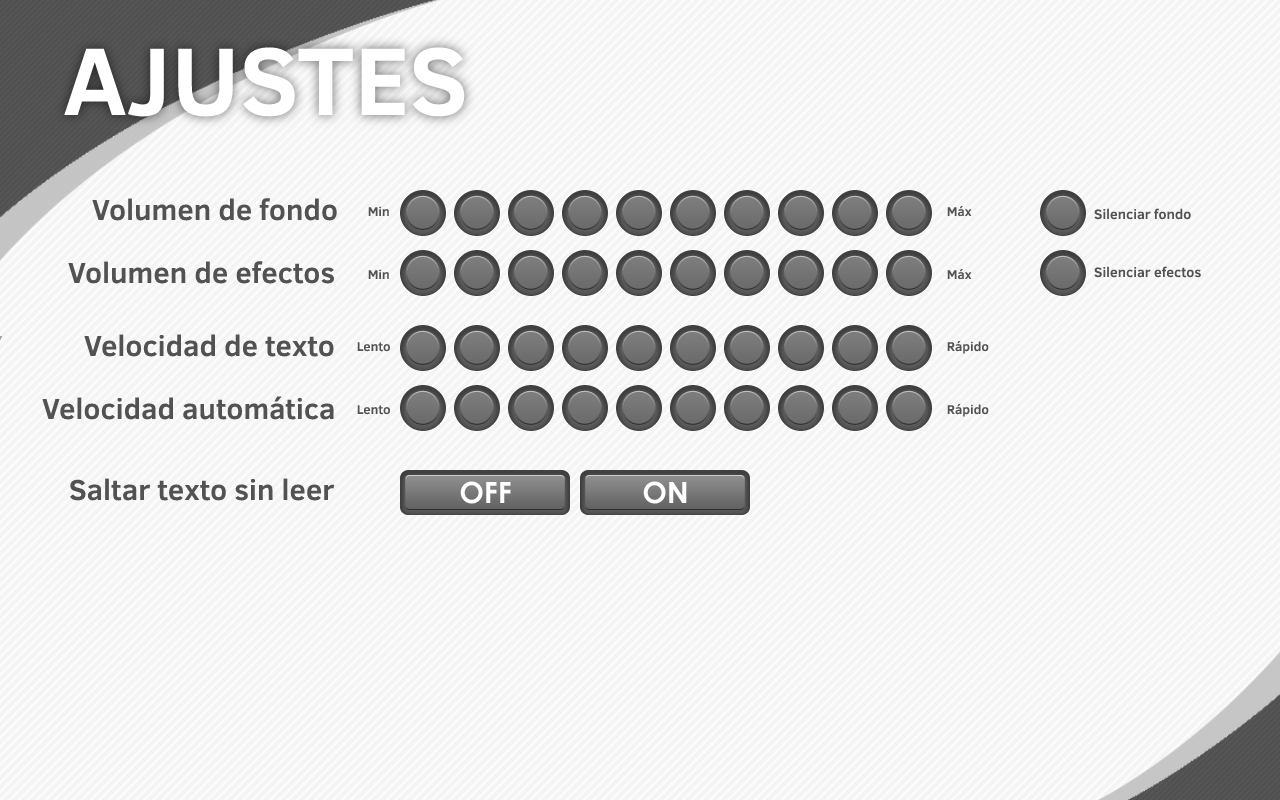 AJUSTES
Volumen de fondo Min Máx Silenciar fondo
Volumen de efectos Min Máx Silenciar efectos
Velocidad de texto Lento Rápido
Velocidad automática Lento Rápido
Saltar texto sin leer OFF ON